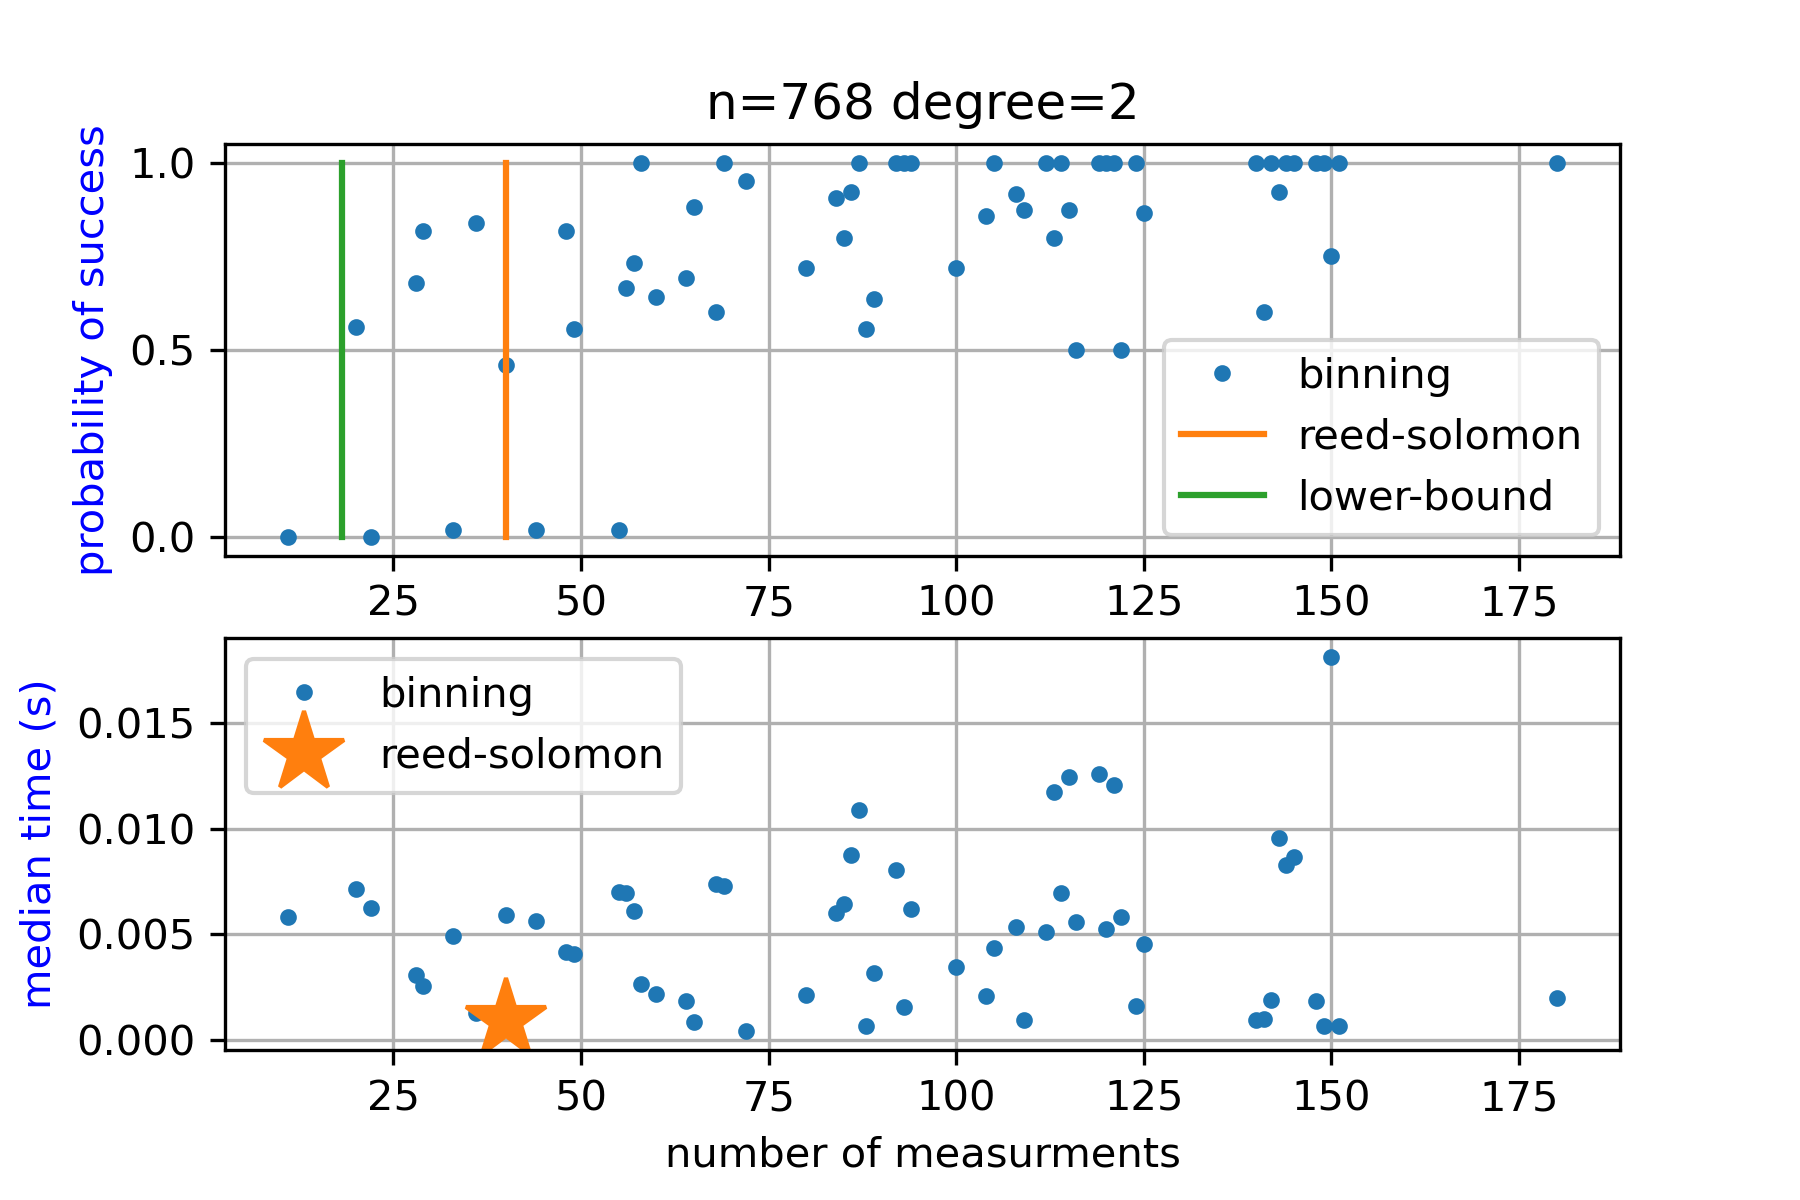 n=768 degree=2
probability of success
1.0
0.5
0.0
binning
reed-solomon
lower-bound
25 50 75 100 125 150 175
median time (s)
0.015
0.010
0.005
0.000
binning
reed-solomon
25 50 75 100 125 150 175
number of measurments